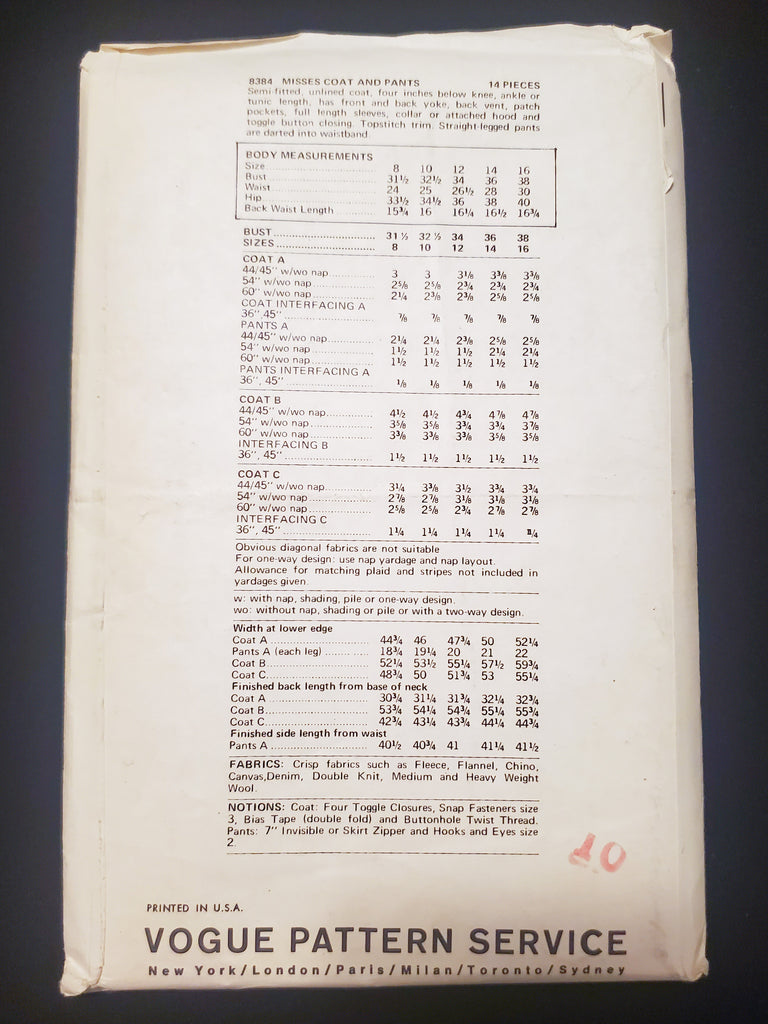 8384 MISSES COAT AND PANTS 14 PIECES
Semi-fitted, unlined coat, four inches below knee, ankle or
tunic length, has front and back yoke, back vent, patch
pockets, full length sleeves, collar or attached hood and
toggle button closing. Topstitch trim. Straight-legged pants
are darted into waistband.
BODY MEASUREMENTS
Size 8 10 12 14 16
Bust 31½ 32½ 34 36 38
Waist 24 25 26½ 28 30
Hip 33½ 34½ 36 38 40
Back Waist Length 15¾ 16 16¼ 16½ 16¾
BUST 31 ½ 32 ½ 34 36 38
SIZES 8 10 12 14 16
COAT A
44/45" w/wo nap 3 3 3⅛ 3⅜ 3⅜
54" w/wo nap 2⅝ 2⅝ 2¾ 2¾ 2¾
60" w/wo nap 2¼ 2⅜ 2⅜ 2⅝ 2⅝
COAT INTERFACING A
36", 45" ⅞ ⅞ ⅞ ⅞ ⅞
PANTS A
44/45" w/wo nap 2¼ 2¼ 2⅜ 2⅝ 2⅝
54" w/wo nap 1½ 1½ 1½ 2¼ 2¼
60" w/wo nap 1½ 1½ 1½ 1½ 1½
PANTS INTERFACING A
36", 45" ⅛ ⅛ ⅛ ⅛ ⅛
COAT B
44/45" w/wo nap 4½ 4½ 4¾ 4⅞ 4⅞
54" w/wo nap 3⅝ 3⅝ 3¾ 3¾ 3⅞
60" w/wo nap 3⅜ 3⅜ 3⅜ 3⅝ 3⅝
INTERFACING B
36", 45" 1½ 1½ 1½ 1½ 1½
COAT C
44/45" w/wo nap 3¼ 3⅜ 3½ 3¾ 3¾
54" w/wo nap 2⅞ 2⅞ 3⅛ 3⅛ 3⅛
60" w/wo nap 2⅝ 2⅝ 2¾ 2⅞ 2⅞
INTERFACING C
36", 45" 1¼ 1¼ 1¼ 1¼
Obvious diagonal fabrics are not suitable
For one-way design: use nap yardage and nap layout.
Allowance for matching plaid and stripes not included in
yardages given.
w: with nap, shading, pile or one-way design.
wo: without nap, shading or pile or with a two-way design.
Width at lower edge
Coat A 44¾ 46 47¾ 50 52¼
Pants A (each leg) 18¾ 19¼ 20 21 22
Coat B 52¼ 53½ 55¼ 57½ 59¾
Coat C 48¾ 50 51¾ 53 55¼
Finished back length from base of neck
Coat A 30¾ 31¼ 31¾ 32¼ 32¾
Coat B 53¾ 54¼ 54¾ 55¼ 55¾
Coat C 42¾ 43¼ 43¾ 44¼ 44¾
Finished side length from waist
Pants A 40½ 40¾ 41 41¼ 41½
FABRICS: Crisp fabrics such as Fleece, Flannel, Chino,
Canvas,Denim, Double Knit, Medium and Heavy Weight
Wool.
NOTIONS: Coat: Four Toggle Closures, Snap Fasteners size
3, Bias Tape (double fold) and Buttonhole Twist Thread.
Pants: 7" Invisible or Skirt Zipper and Hooks and Eyes size
2.
10
PRINTED IN U.S.A.
VOGUE PATTERN SERVICE
New York/London/Paris/Milan/Toronto/Sydney